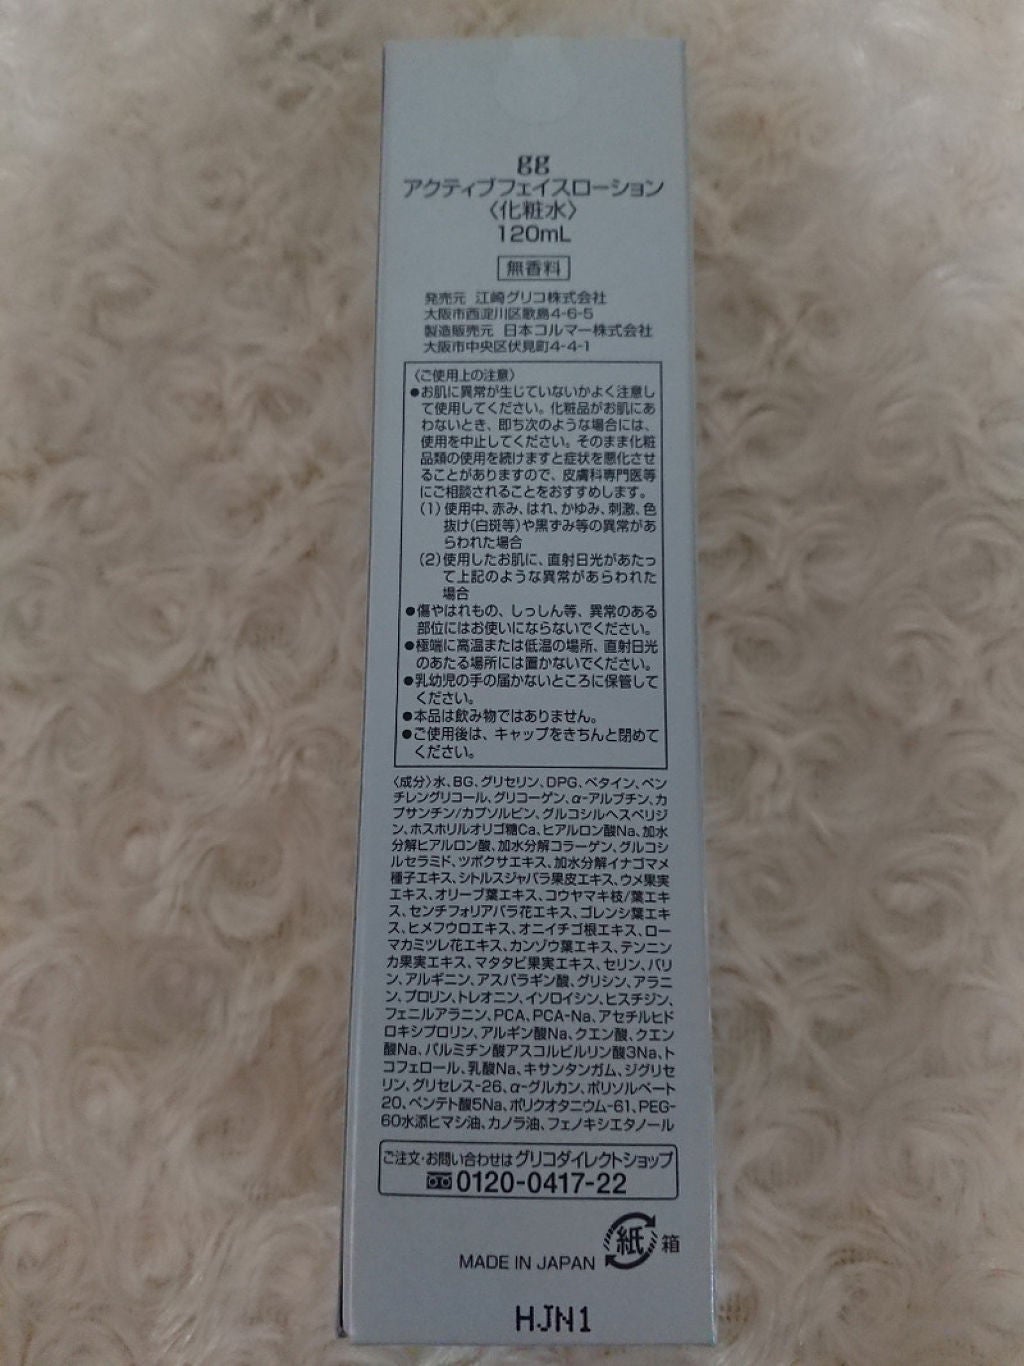 gg
アクティブフェイスローション
〈化粧水〉
120mL
無香料
発売元 江崎グリコ株式会社
大阪市西淀川区歌島4-6-5
製造販売元 日本コルマー株式会社
大阪市中央区伏見町4-4-1
〈ご使用上の注意〉
●お肌に異常が生じていないかよく注意し
て使用してください。化粧品がお肌にあ
わないとき、即ち次のような場合には、
使用を中止してください。そのまま化粧
品類の使用を続けますと症状を悪化させ
ることがありますので、皮膚科専門医等
にご相談されることをおすすめします。
(1)使用中、赤み、はれ、かゆみ、刺激、色
抜け(白斑等)や黒ずみ等の異常があ
らわれた場合
(2)使用したお肌に、直射日光があたっ
て上記のような異常があらわれた
場合
●傷やはれもの、しっしん等、異常のある
部位にはお使いにならないでください。
●極端に高温または低温の場所、直射日光
のあたる場所には置かないでください。
●乳幼児の手の届かないところに保管して
ください。
●本品は飲み物ではありません。
●ご使用後は、キャップをきちんと閉めて
ください。
〈成分〉水、BG、グリセリン、DPG、ベタイン、ペン
チレングリコール、グリコーゲン、α-アルブチン、カ
プサンチン/カプソルビン、グルコシルヘスペリジ
ン、ホスホリルオリゴ糖Ca、ヒアルロン酸Na、加水
分解ヒアルロン酸、加水分解コラーゲン、グルコシ
ルセラミド、ツボクサエキス、加水分解イナゴマメ
種子エキス、シトルスジャバラ果皮エキス、ウメ果実
エキス、オリーブ葉エキス、コウヤマキ枝/葉エキ
ス、センチフォリアバラ花エキス、ゴレンシ葉エキ
ス、ヒメフウロエキス、オニイチゴ根エキス、ロー
マカミツレ花エキス、カンゾウ葉エキス、テンニン
カ果実エキス、マタタビ果実エキス、セリン、バリ
ン、アルギニン、アスパラギン酸、グリシン、アラニ
ン、プロリン、トレオニン、イソロイシン、ヒスチジン、
フェニルアラニン、PCA、PCA-Na、アセチルヒド
ロキシプロリン、アルギン酸Na、クエン酸、クエン
酸Na、パルミチン酸アスコルビルリン酸3Na、ト
コフェロール、乳酸Na、キサンタンガム、ジグリセ
リン、グリセレス-26、α-グルカン、ポリソルベート
20、ペンテト酸5Na、ポリクオタニウム-61、PEG-
60水添ヒマシ油、カノラ油、フェノキシエタノール
ご注文・お問い合わせはグリコダイレクトショップ
0120-0417-22
紙 箱
MADE IN JAPAN
HJN1